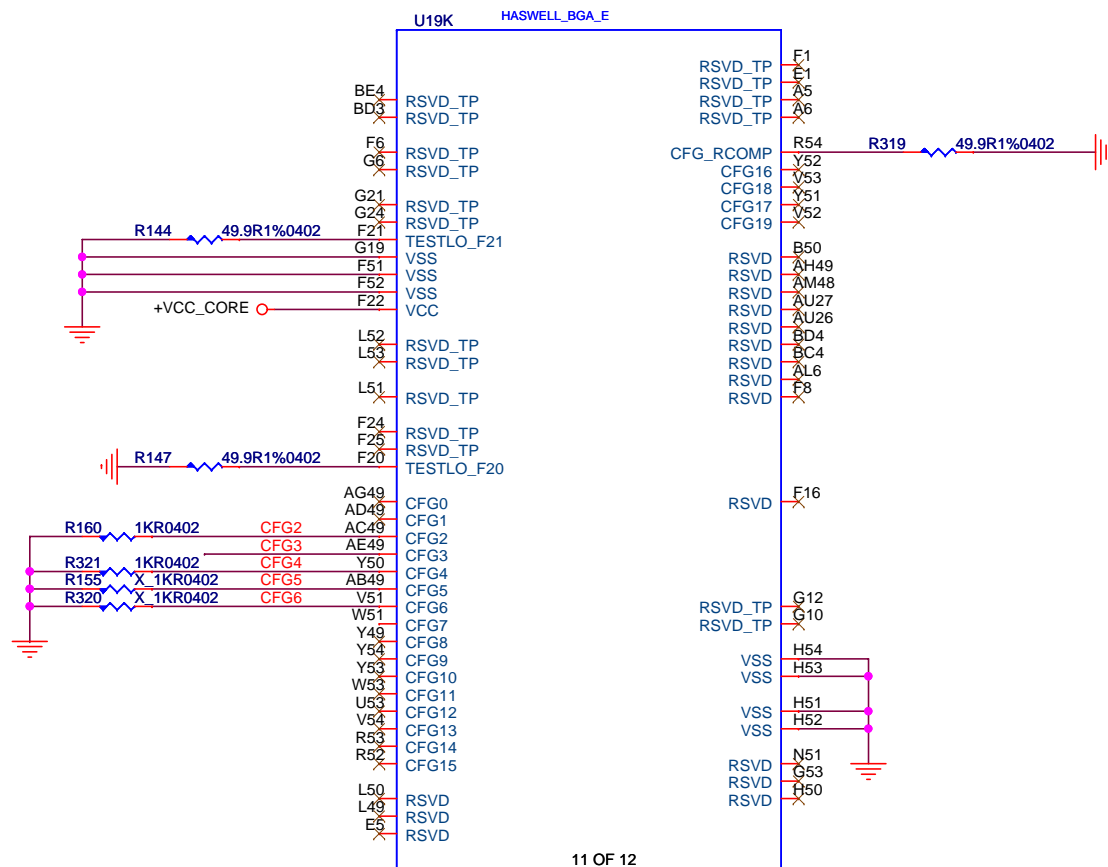 U19K HASWELL_BGA_E
F1
RSVD_TP
E1
RSVD_TP
BE4 RSVD_TP
A5
RSVD_TP
BD3 RSVD_TP
A6
RSVD_TP
F6 RSVD_TP
CFG_RCOMP R54 R319 49.9R1%0402
G6 RSVD_TP
CFG16 Y52
CFG18 V53
G21 RSVD_TP
CFG17 Y51
G24 RSVD_TP
CFG19 V52
R144 49.9R1%0402 F21 TESTLO_F21
G19 VSS
RSVD B50
F51 VSS
RSVD AH49
F52 VSS
RSVD AM48
+VCC_CORE F22 VCC
RSVD AU27
RSVD AU26
L52 RSVD_TP
RSVD BD4
L53 RSVD_TP
RSVD BC4
RSVD AL6
L51 RSVD_TP
RSVD F8
F24 RSVD_TP
F25 RSVD_TP
R147 49.9R1%0402 F20 TESTLO_F20
AG49 CFG0
RSVD F16
AD49 CFG1
R160 1KR0402 CFG2 AC49 CFG2
CFG3 AE49 CFG3
R321 1KR0402 CFG4 Y50 CFG4
R155 X_1KR0402 CFG5 AB49 CFG5
R320 X_1KR0402 CFG6 V51 CFG6
RSVD_TP G12
W51 CFG7
RSVD_TP G10
Y49 CFG8
Y54 CFG9
VSS H54
Y53 CFG10
VSS H53
W53 CFG11
U53 CFG12
VSS H51
V54 CFG13
VSS H52
R53 CFG14
R52 CFG15
RSVD N51
RSVD G53
L50 RSVD
RSVD H50
L49 RSVD
E5 RSVD
11 OF 12